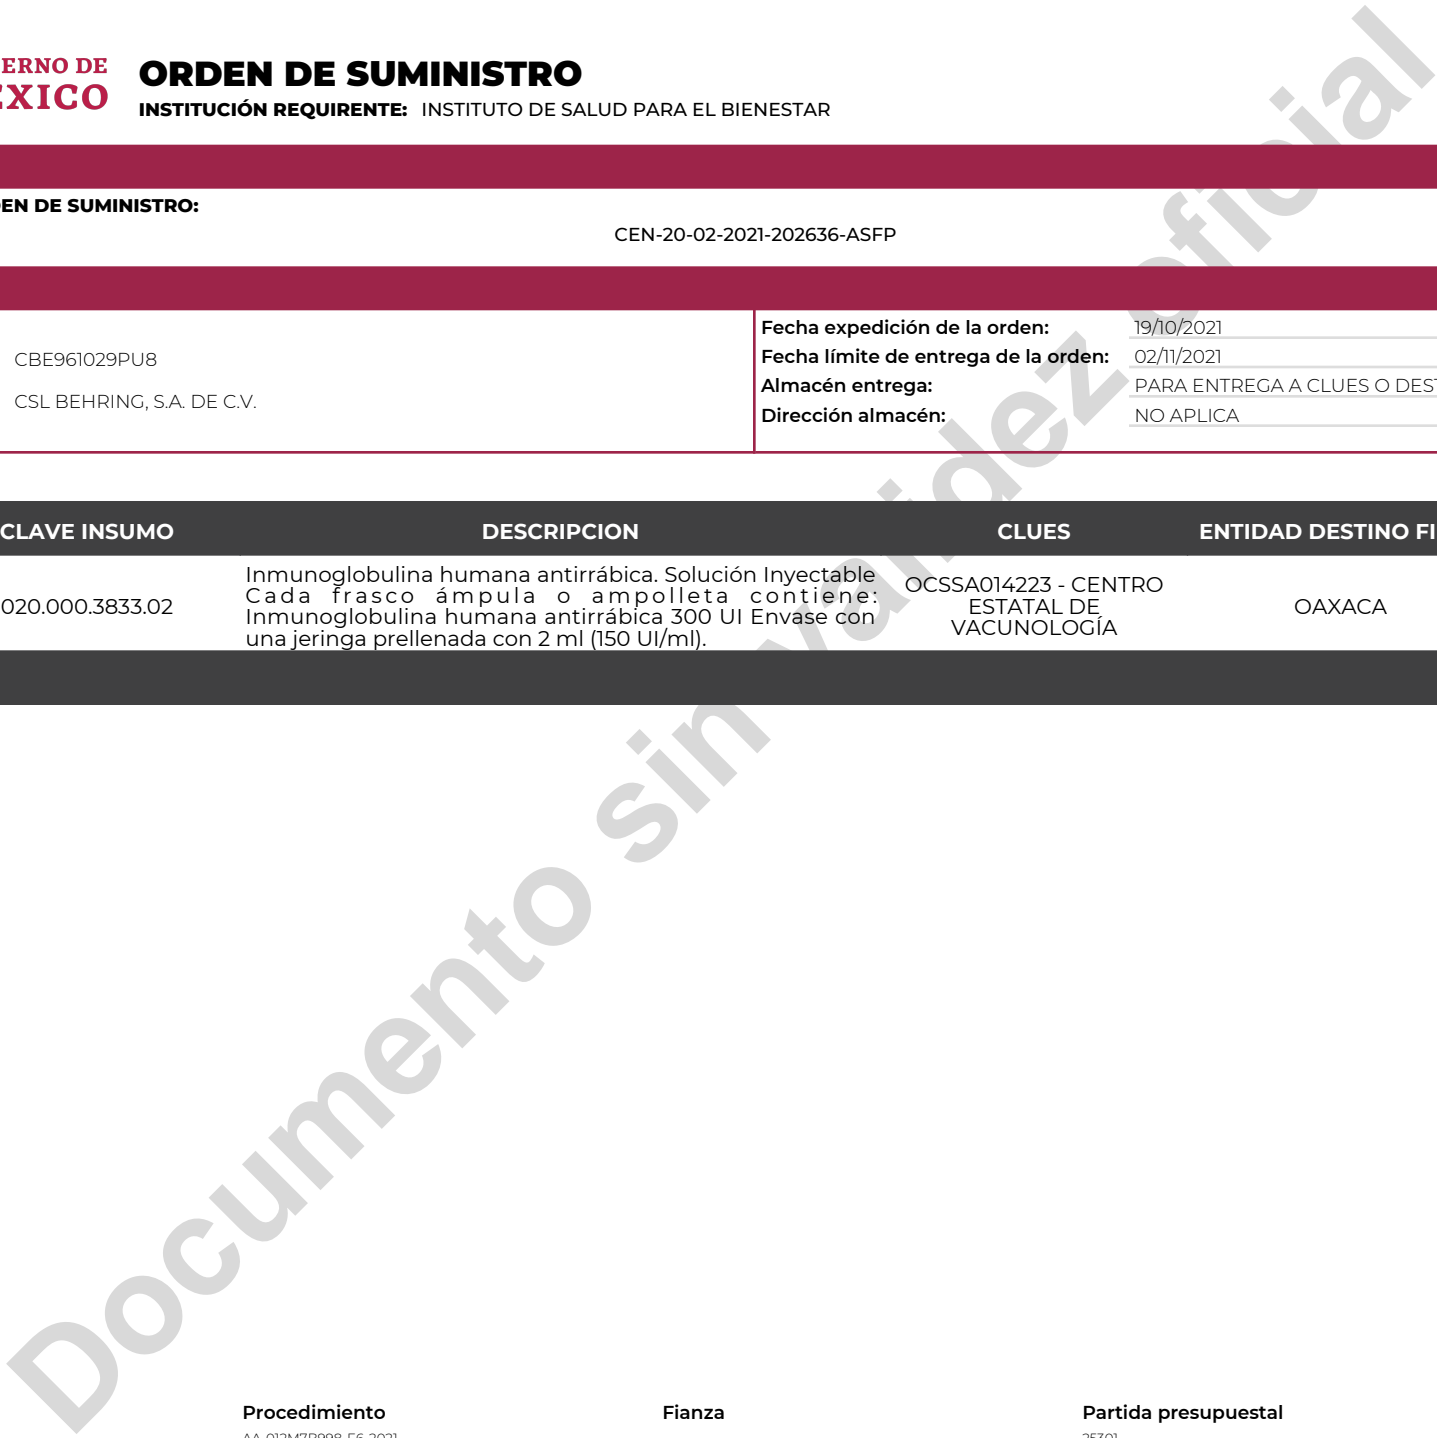 ERNO DE
EXICO
ORDEN DE SUMINISTRO
INSTITUCIÓN REQUIRENTE: INSTITUTO DE SALUD PARA EL BIENESTAR
EN DE SUMINISTRO:
CEN-20-02-2021-202636-ASFP
CBE961029PU8
CSL BEHRING, S.A. DE C.V.
Fecha expedición de la orden: 19/10/2021
Fecha límite de entrega de la orden: 02/11/2021
Almacén entrega: PARA ENTREGA A CLUES O DEST
Dirección almacén: NO APLICA
CLAVE INSUMO DESCRIPCION CLUES ENTIDAD DESTINO FI
020.000.3833.02
Inmunoglobulina humana antirrábica. Solución Inyectable
Cada frasco ámpula o ampolleta contiene:
Inmunoglobulina humana antirrábica 300 UI Envase con
una jeringa prellenada con 2 ml (150 UI/ml).
OCSSA014223 - CENTRO
ESTATAL DE
VACUNOLOGÍA
OAXACA
Documento sin validez oficial
Procedimiento Fianza Partida presupuestal